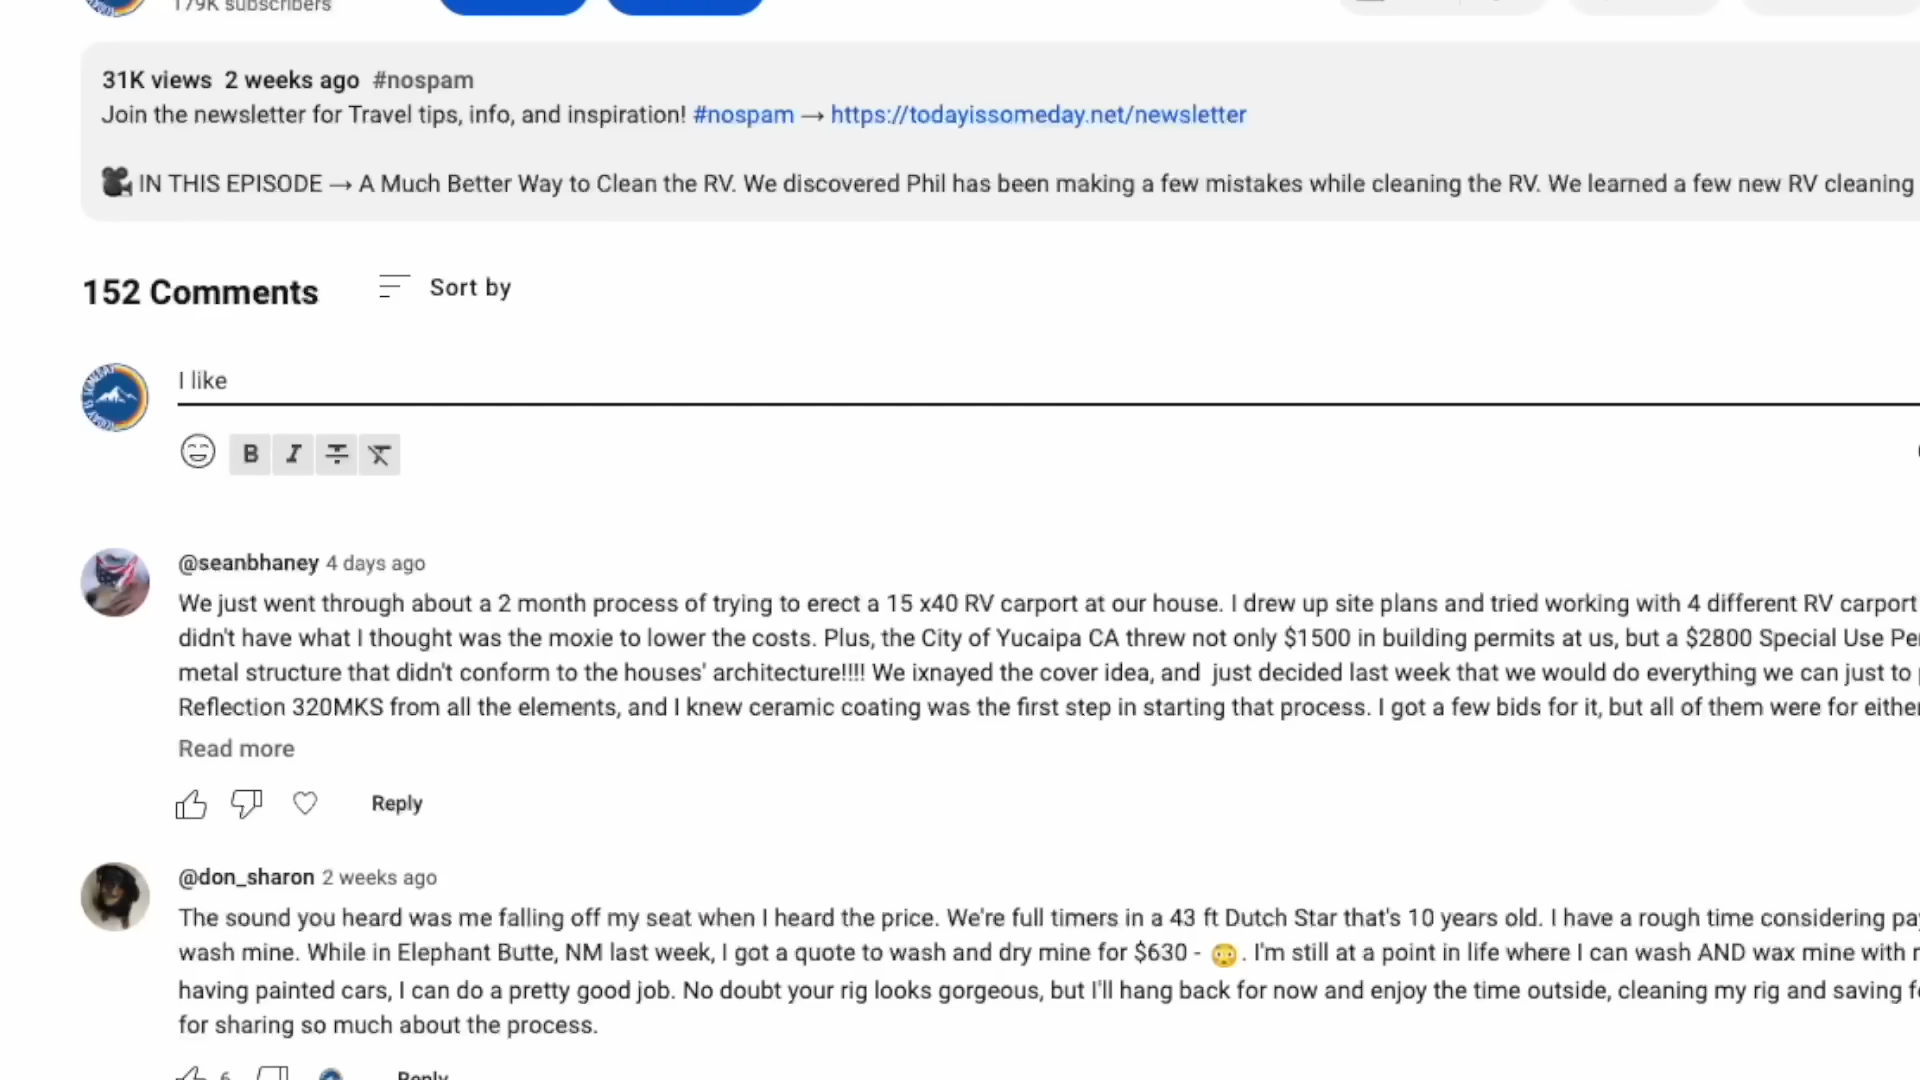 179K subscribers
31K views 2 weeks ago #nospam
Join the newsletter for Travel tips, info, and inspiration! #nospam → https://todayissomeday.net/newsletter
IN THIS EPISODE → A Much Better Way to Clean the RV. We discovered Phil has been making a few mistakes while cleaning the RV. We learned a few new RV cleaning
152 Comments Sort by
I like
B I
@seanbhaney 4 days ago
We just went through about a 2 month process of trying to erect a 15 x40 RV carport at our house. I drew up site plans and tried working with 4 different RV carport
didn't have what I thought was the moxie to lower the costs. Plus, the City of Yucaipa CA threw not only $1500 in building permits at us, but a $2800 Special Use
metal structure that didn't conform to the houses' architecture!!!! We ixnayed the cover idea, and just decided last week that we would do everything we can just to
Reflection 320MKS from all the elements, and I knew ceramic coating was the first step in starting that process. I got a few bids for it, but all of them were for
Read more
Reply
@don_sharon 2 weeks ago
The sound you heard was me falling off my seat when I heard the price. We're full timers in a 43 ft Dutch Star that's 10 years old. I have a rough time considering
wash mine. While in Elephant Butte, NM last week, I got a quote to wash and dry mine for $630 - 😳. I'm still at a point in life where I can wash AND wax mine with
having painted cars, I can do a pretty good job. No doubt your rig looks gorgeous, but I'll hang back for now and enjoy the time outside, cleaning my rig and saving
for sharing so much about the process.
6 Reply